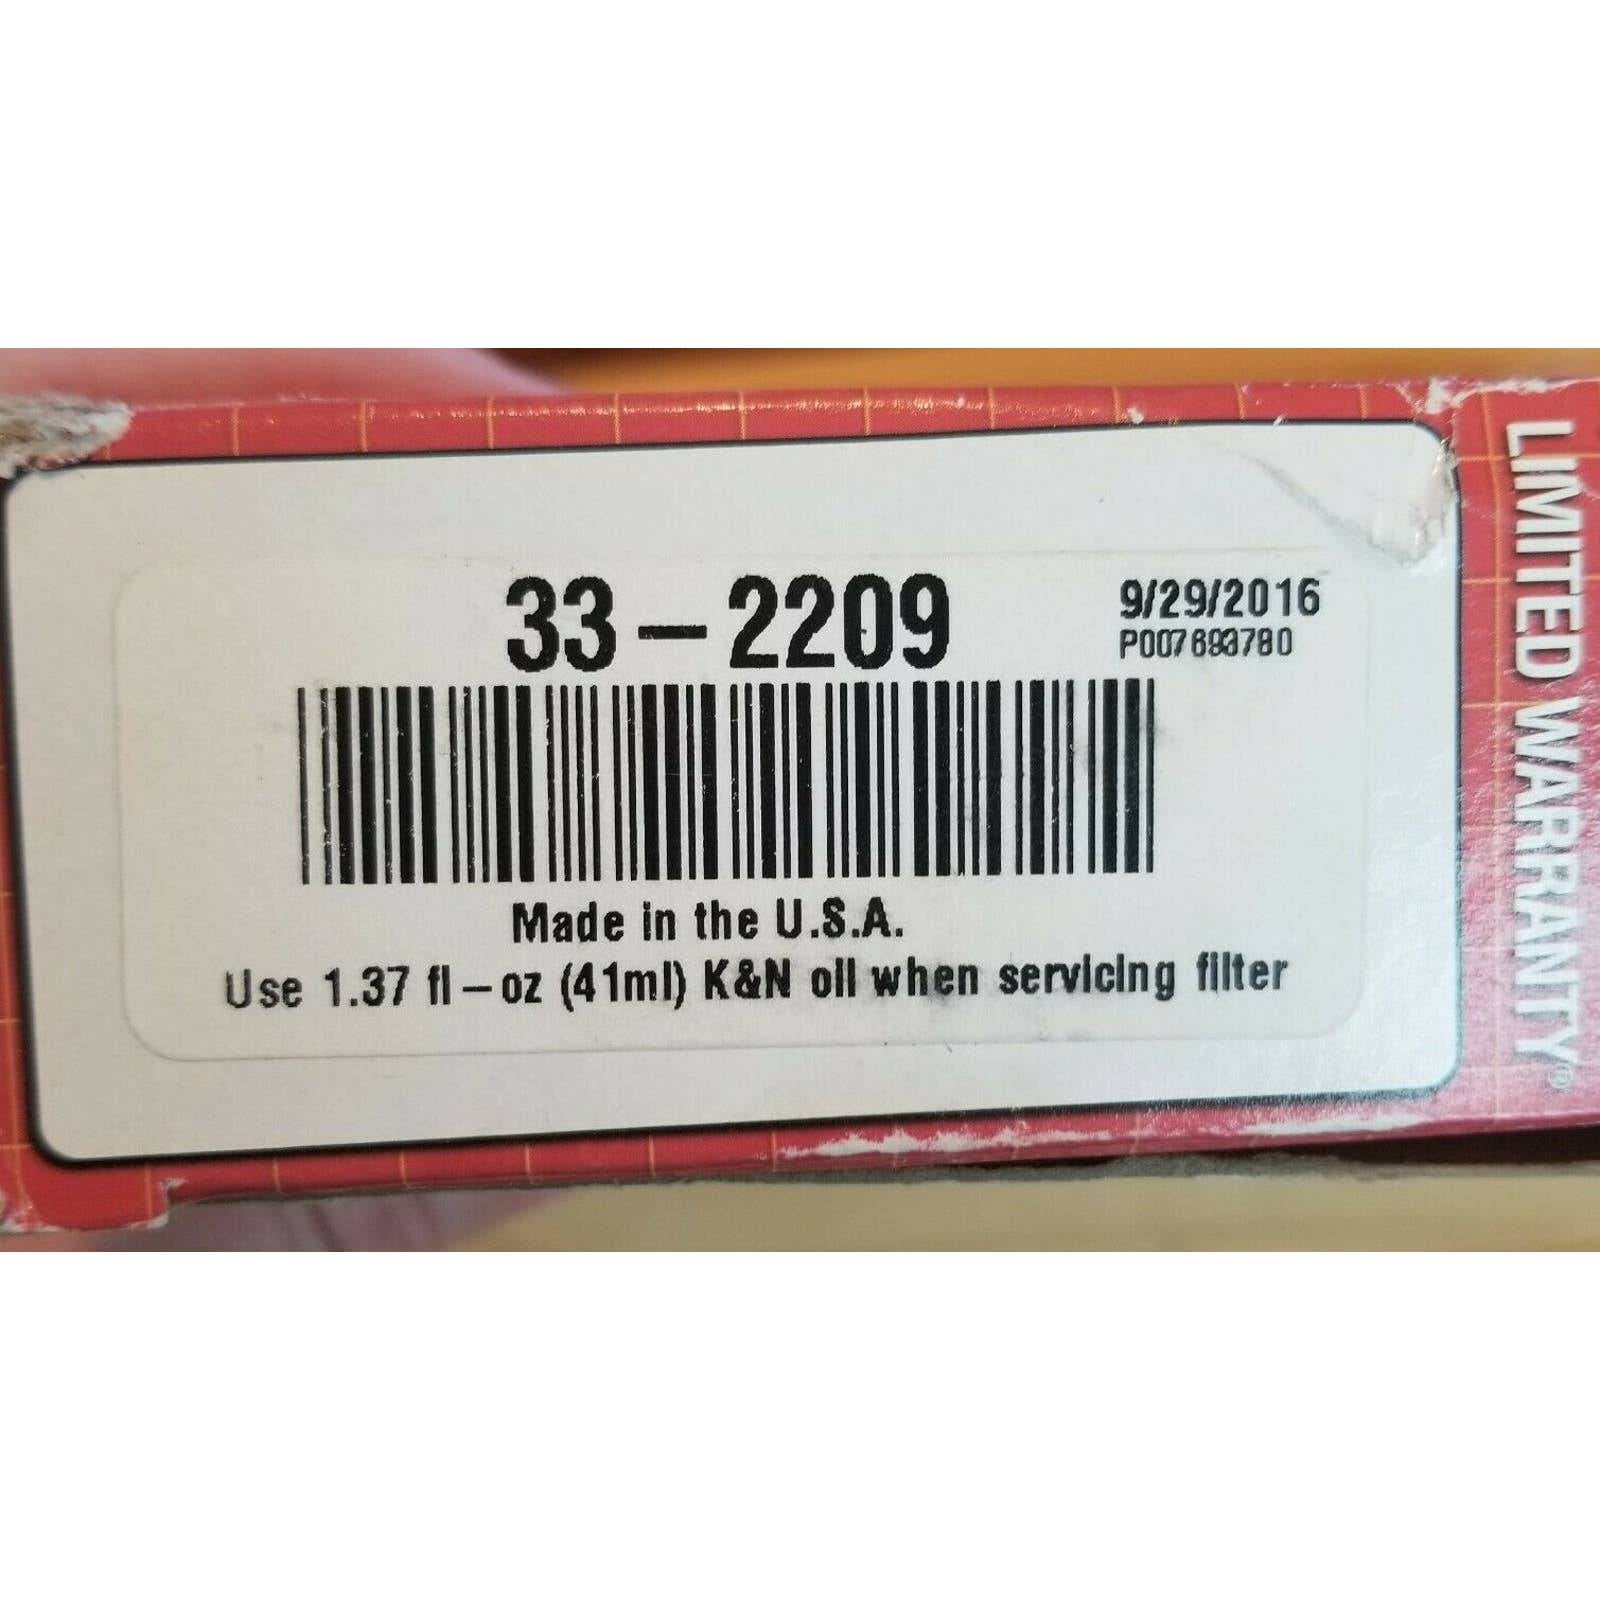 33-2209
9/29/2016
P007693780
Made in the U.S.A.
Use 1.37 fl-oz (41ml) K&N oil when servicing filter
LIMITED WARRANTY®